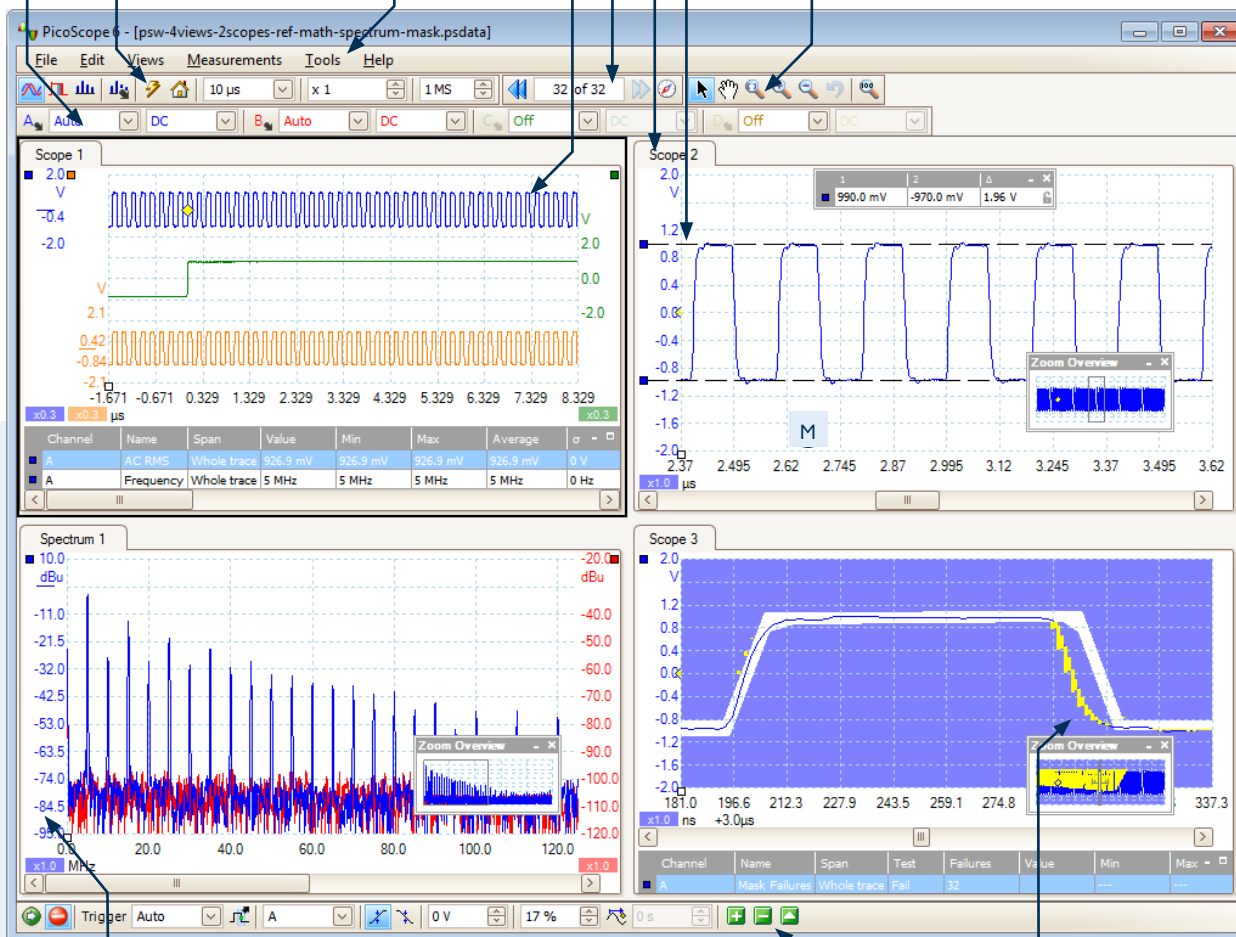 PicoScope 6 - [psw-4views-2scopes-ref-math-spectrum-mask.psdata]
File Edit Views Measurements Tools Help
10 µs x 1 1 MS 32 of 32
A Auto DC B Auto DC C Off DC D Off DC
Scope 1
2.0
V
-0.4
-2.0
V
2.0
0.0
-2.0
V
2.1
0.42
-0.84
-2.1
-1.671 -0.671 0.329 1.329 2.329 3.329 4.329 5.329 6.329 7.329 8.329
x0.3 x0.3 µs x0.3
Channel Name Span Value Min Max Average σ
A AC RMS Whole trace 926.9 mV 926.9 mV 926.9 mV 926.9 mV 0 V
A Frequency Whole trace 5 MHz 5 MHz 5 MHz 5 MHz 0 Hz
Scope 2
2.0
V
1.2
0.8
0.4
0.0
-0.4
-0.8
-1.2
-1.6
-2.0
1 2 Δ
990.0 mV -970.0 mV 1.96 V
Zoom Overview
M
2.37 2.495 2.62 2.745 2.87 2.995 3.12 3.245 3.37 3.495 3.62
x1.0 µs
Spectrum 1
10.0
dBu
-11.0
-21.5
-32.0
-42.5
-53.0
-63.5
-74.0
-84.5
-95.0
-20.0
dBu
-40.0
-50.0
-60.0
-70.0
-80.0
-90.0
-100.0
-110.0
-120.0
Zoom Overview
0.0 20.0 40.0 60.0 80.0 100.0 120.0
x1.0 MHz x1.0
Scope 3
2.0
V
1.2
0.8
0.4
0.0
-0.4
-0.8
-1.2
-1.6
-2.0
Zoom Overview
181.0 196.6 212.3 227.9 243.5 259.1 274.8 337.3
x1.0 ns +3.0µs
Channel Name Span Test Failures Value Min Max
A Mask Failures Whole trace Fail 32 --- ---
Trigger Auto A 0 V 17 % 0 s